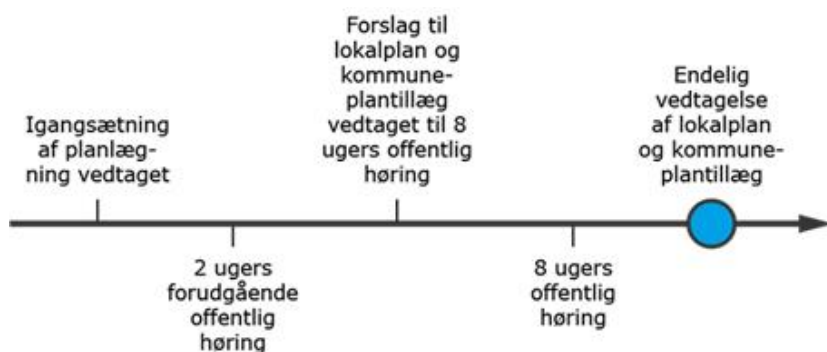 Igangsætning
af planlæg-
ning vedtaget
2 ugers
forudgående
offentlig
høring
Forslag til
lokalplan og
kommune-
plantillæg
vedtaget til 8
ugers offentlig
høring
8 ugers
offentlig
høring
Endelig
vedtagelse
af lokalplan
og kommune-
plantillæg